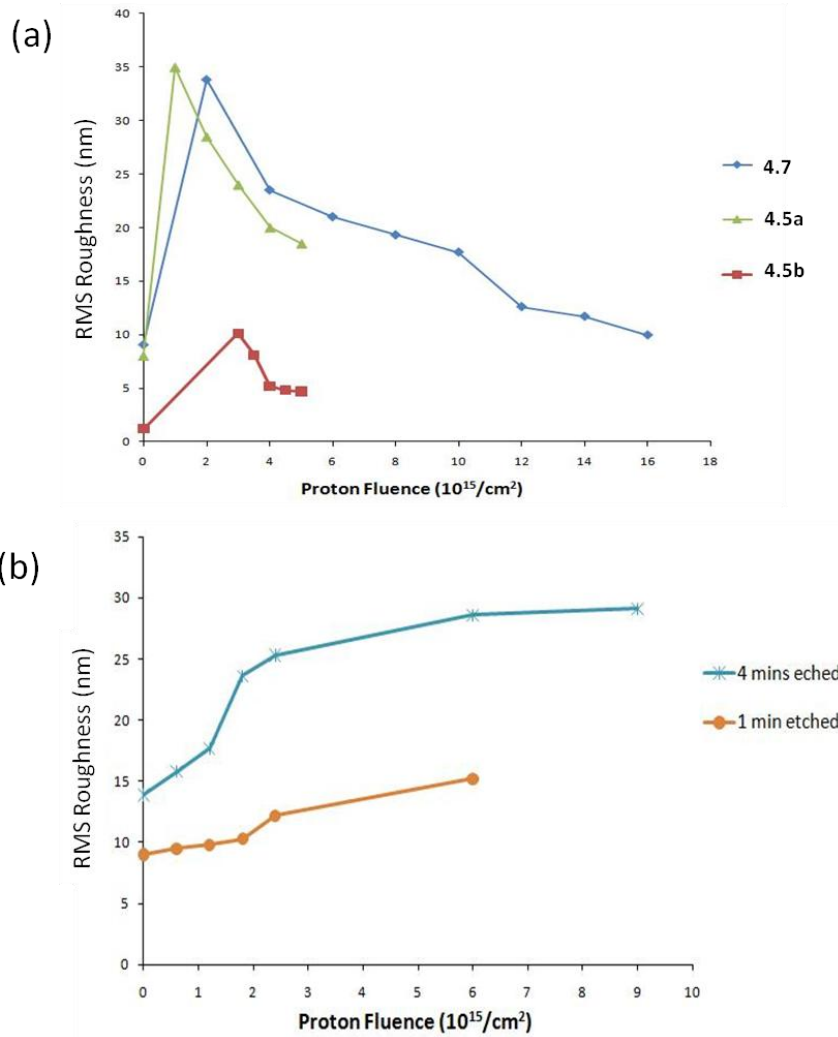 (a)
40
35
30
25
20
15
10
5
0
RMS Roughness (nm)
0 2 4 6 8 10 12 14 16 18
Proton Fluence (10¹⁵/cm²)
4.7
4.5a
4.5b
(b)
35
30
25
20
15
10
5
0
RMS Roughness (nm)
0 1 2 3 4 5 6 7 8 9 10
Proton Fluence (10¹⁵/cm²)
4 mins eched
1 min etched